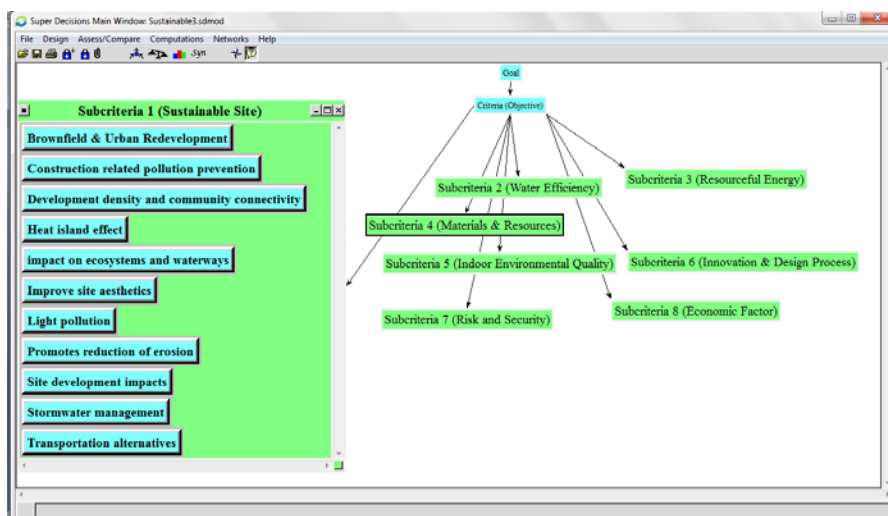 Super Decisions Main Window: Sustainable3.sdmod
File Design Assess/Compare Computations Networks Help
Syn
Goal
Criteria (Objective)
Subcriteria 1 (Sustainable Site)
Brownfield & Urban Redevelopment
Construction related pollution prevention
Development density and community connectivity
Heat island effect
impact on ecosystems and waterways
Improve site aesthetics
Light pollution
Promotes reduction of erosion
Site development impacts
Stormwater management
Transportation alternatives
Subcriteria 2 (Water Efficiency)
Subcriteria 3 (Resourceful Energy)
Subcriteria 4 (Materials & Resources)
Subcriteria 5 (Indoor Environmental Quality)
Subcriteria 6 (Innovation & Design Process)
Subcriteria 7 (Risk and Security)
Subcriteria 8 (Economic Factor)